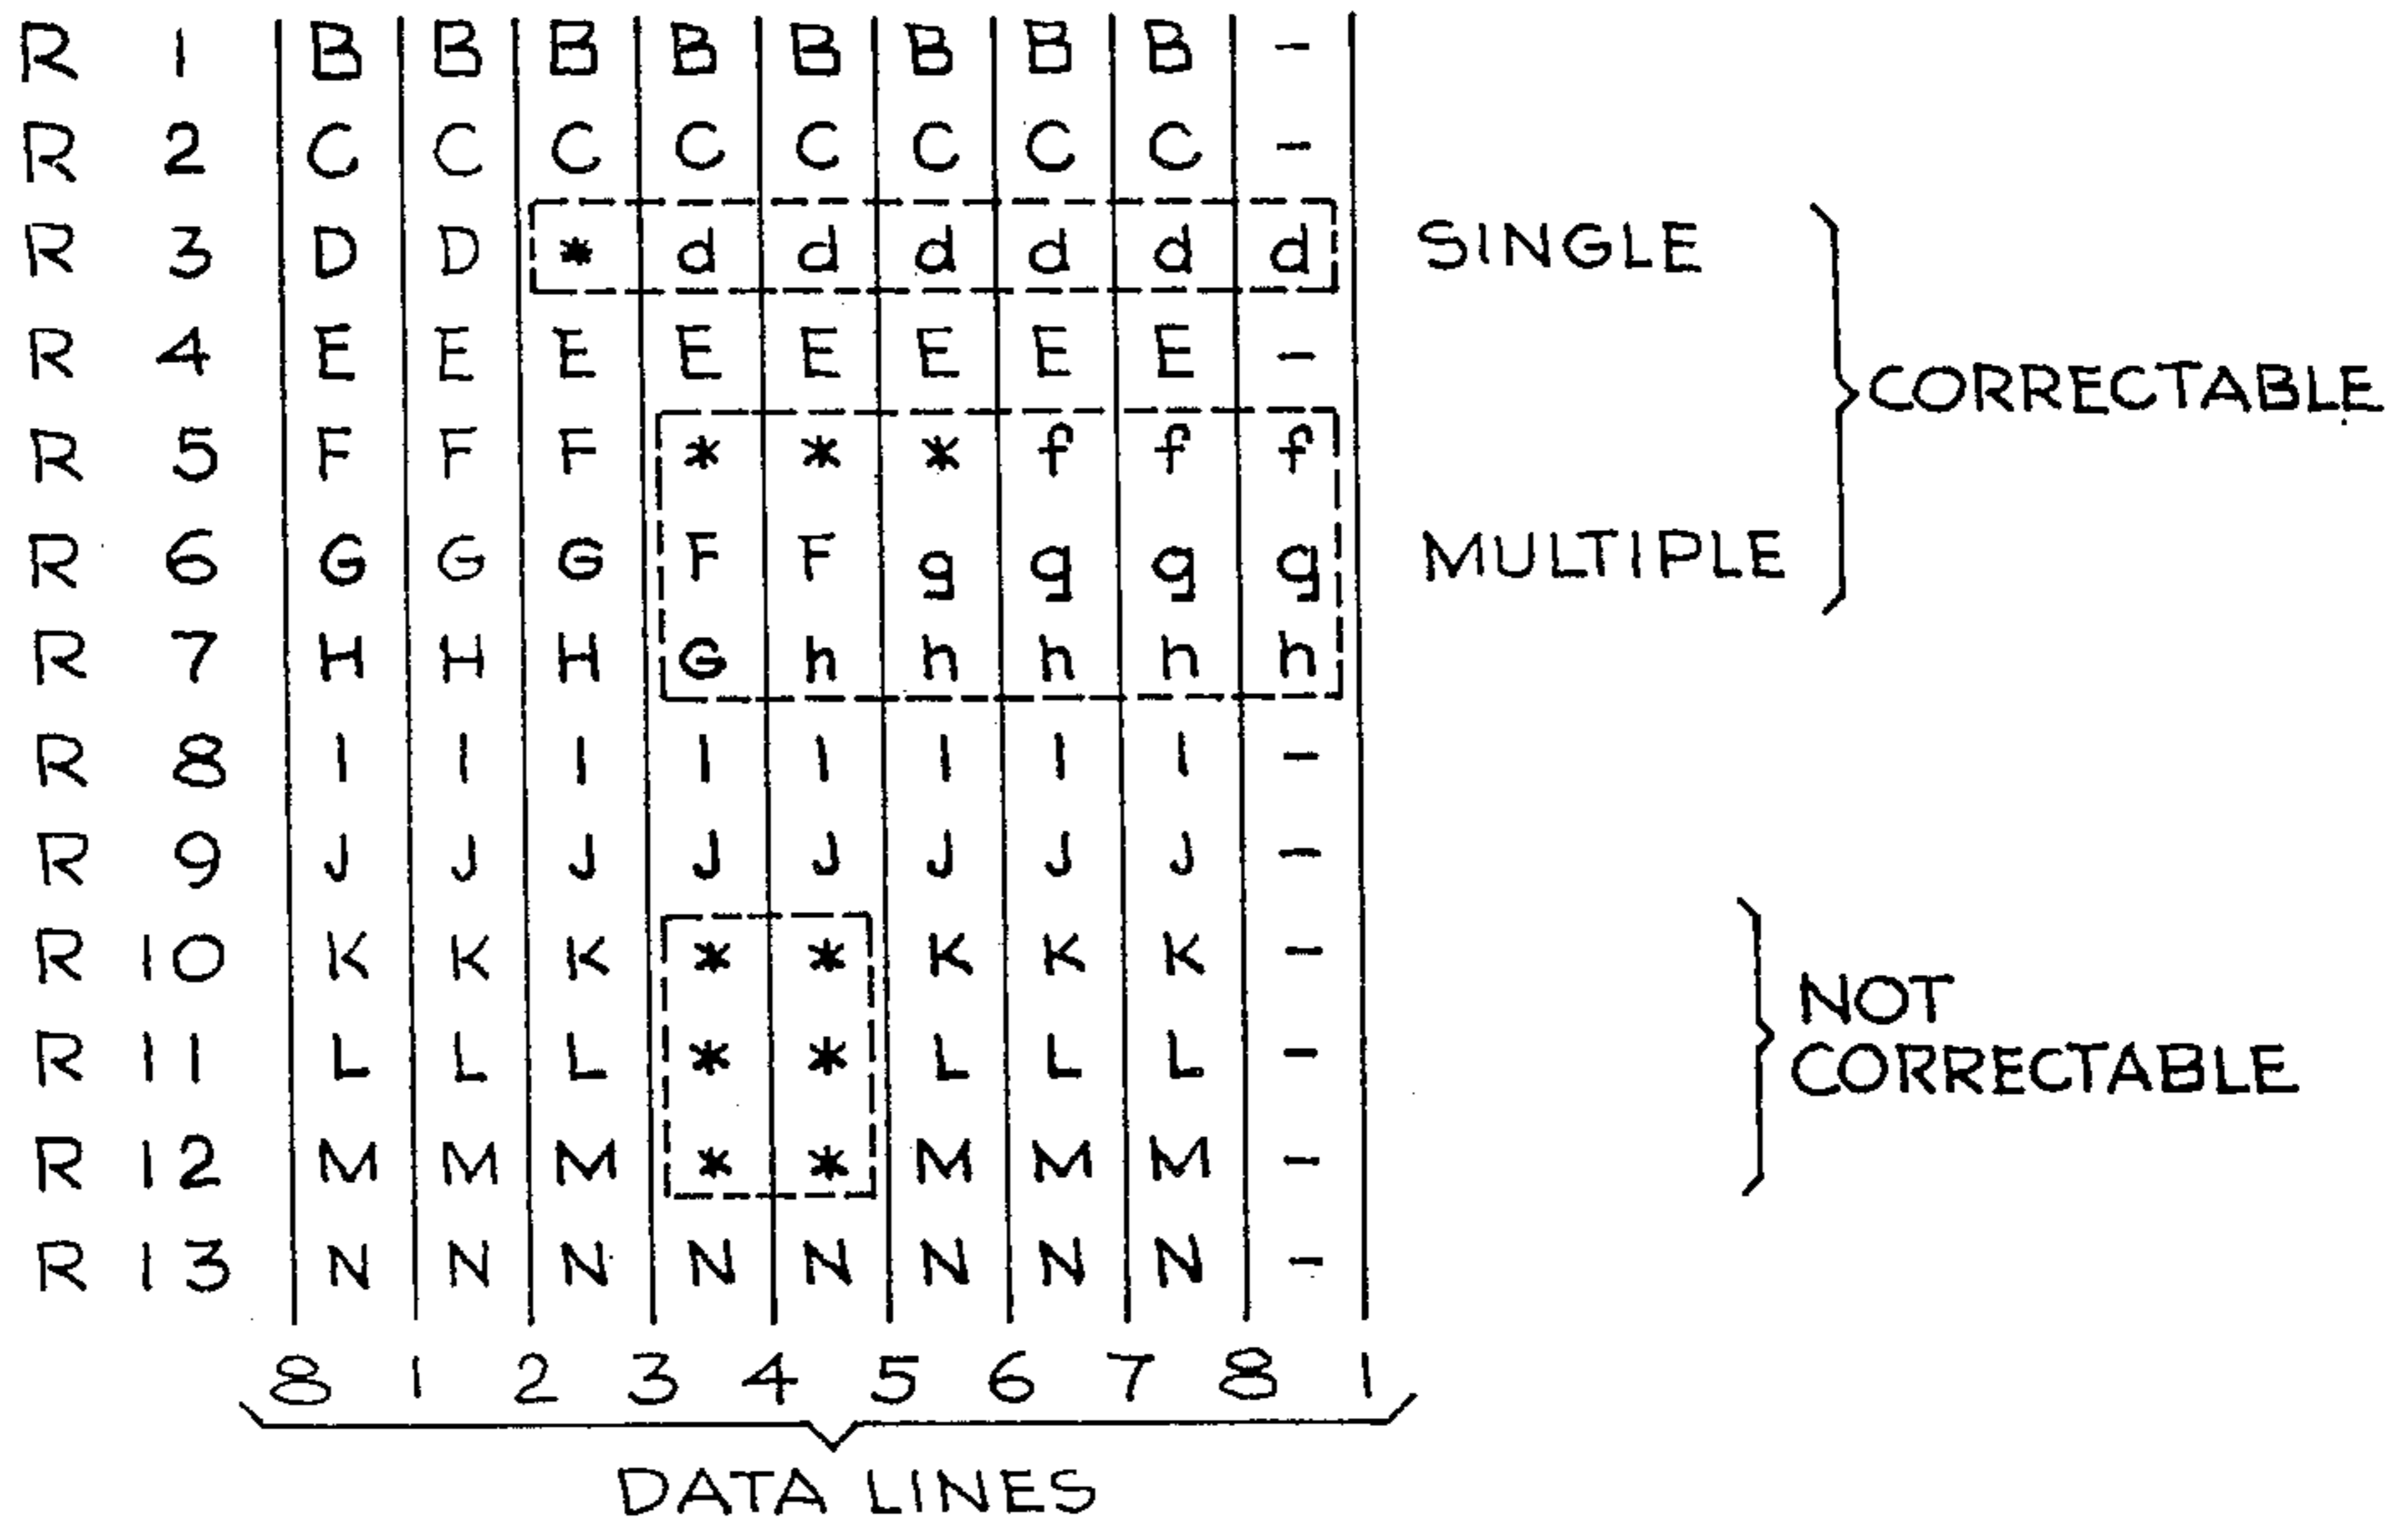 R 1 B B B B B B B B -
R 2 C C C C C C C C -
R 3 D D * d d d d d d SINGLE
R 4 E E E E E E E E -
CORRECTABLE
R 5 F F F * * * f f f
R 6 G G G F F g g g g MULTIPLE
R 7 H H H G h h h h h
R 8 I I I I I I I I -
R 9 J J J J J J J J -
R 10 K K K * * K K K -
NOT
R 11 L L L * * L L L -
CORRECTABLE
R 12 M M M * * M M M -
R 13 N N N N N N N N -
8 1 2 3 4 5 6 7 8 1
DATA LINES